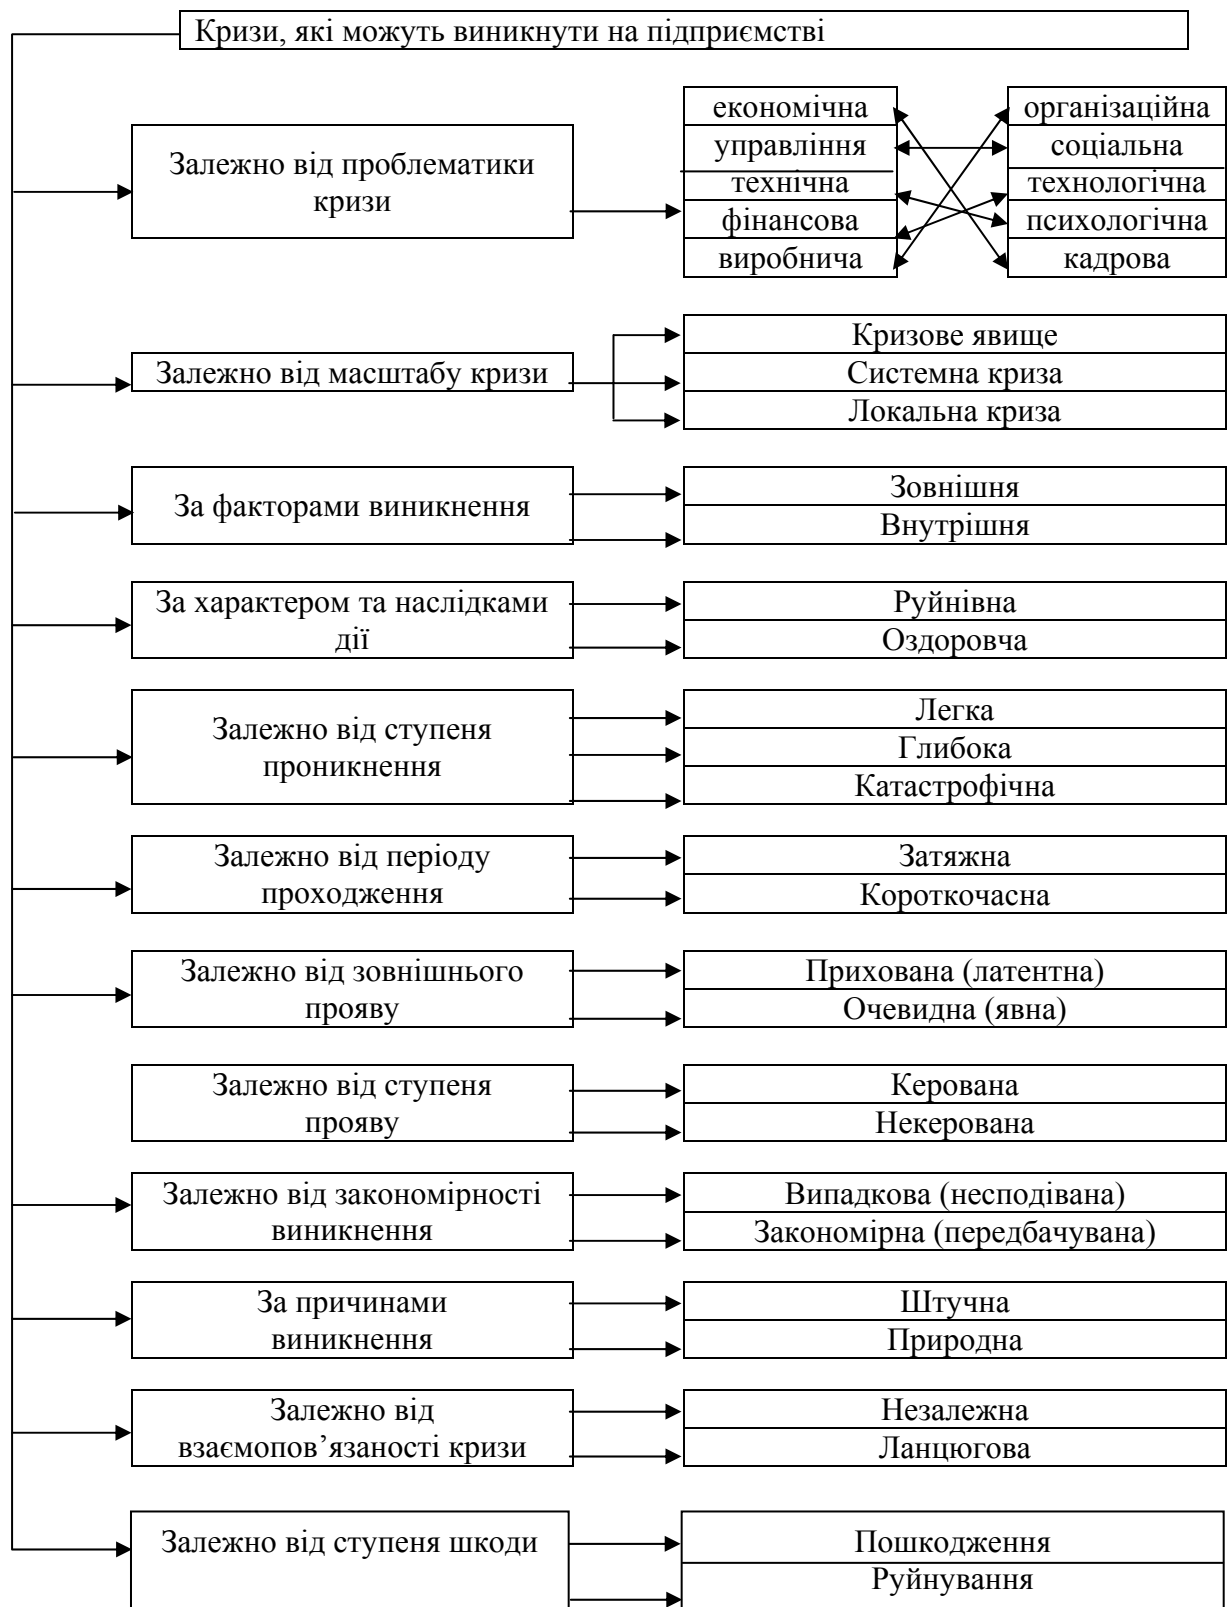 Кризи, які можуть виникнути на підприємстві
Залежно від проблематики
кризи
економічна
управління
технічна
фінансова
виробнича
організаційна
соціальна
технологічна
психологічна
кадрова
Залежно від масштабу кризи
Кризове явище
Системна криза
Локальна криза
За факторами виникнення
Зовнішня
Внутрішня
За характером та наслідками
дії
Руйнівна
Оздоровча
Залежно від ступеня
проникнення
Легка
Глибока
Катастрофічна
Залежно від періоду
проходження
Затяжна
Короткочасна
Залежно від зовнішнього
прояву
Прихована (латентна)
Очевидна (явна)
Залежно від ступеня
прояву
Керована
Некерована
Залежно від закономірності
виникнення
Випадкова (несподівана)
Закономірна (передбачувана)
За причинами
виникнення
Штучна
Природна
Залежно від
взаємопов’язаності кризи
Незалежна
Ланцюгова
Залежно від ступеня шкоди
Пошкодження
Руйнування